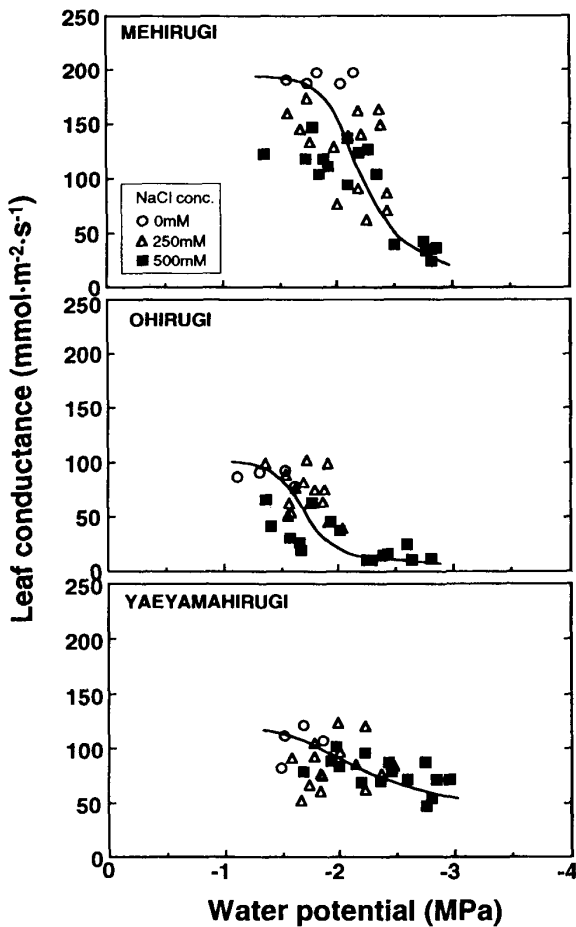 MEHIRUGI
250
200
150
100
50
0
NaCl conc.
0mM
250mM
500mM
OHIRUGI
250
200
150
100
50
0
YAEYAMAHIRUGI
250
200
150
100
50
0
0 -1 -2 -3 -4
Water potential (MPa)
Leaf conductance (mmol·m⁻²·s⁻¹)